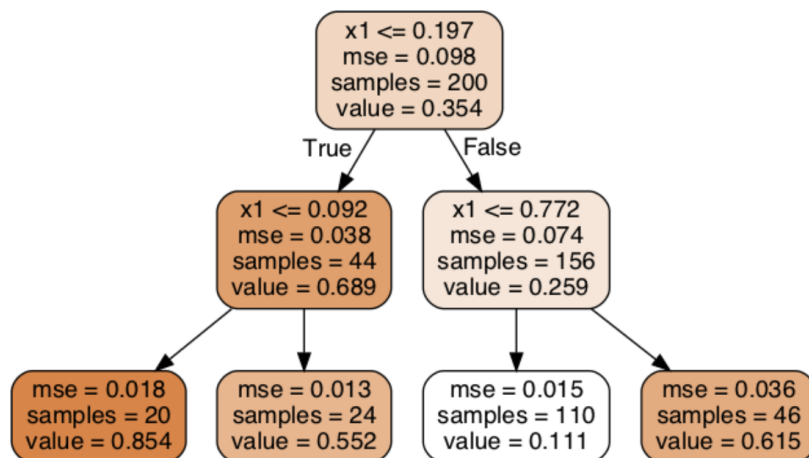 x1 <= 0.197
mse = 0.098
samples = 200
value = 0.354
True
False
x1 <= 0.092
mse = 0.038
samples = 44
value = 0.689
x1 <= 0.772
mse = 0.074
samples = 156
value = 0.259
mse = 0.018
samples = 20
value = 0.854
mse = 0.013
samples = 24
value = 0.552
mse = 0.015
samples = 110
value = 0.111
mse = 0.036
samples = 46
value = 0.615